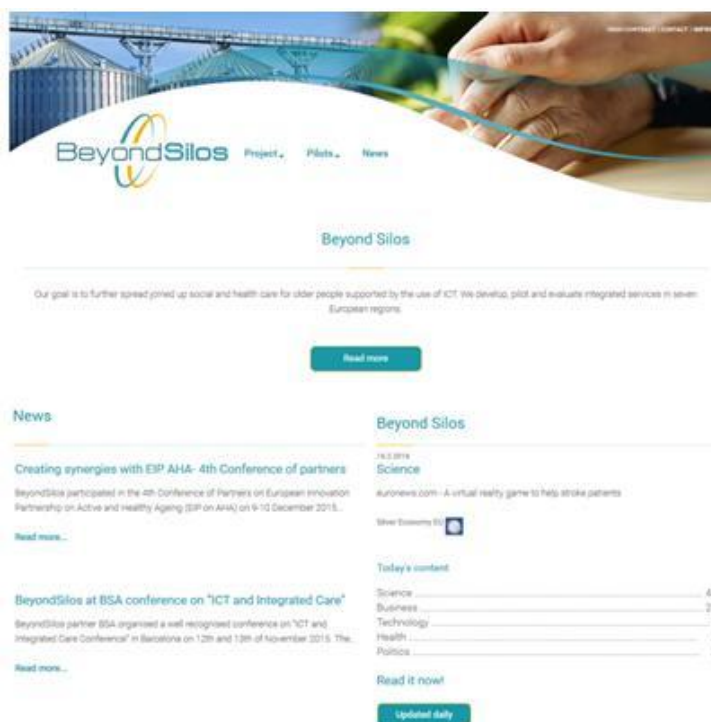 HIGH CONTRAST | CONTACT |
BeyondSilos
Project
Pilots
News
Beyond Silos
Our goal is to further spread joined up social and health care for older people supported by the use of ICT. We develop, pilot and evaluate integrated services in seven
European regions.
Read more
News
Creating synergies with EIP AHA- 4th Conference of partners
BeyondSilos participated in the 4th Conference of Partners on European Innovation
Partnership on Active and Healthy Ageing (EIP on AHA) on 9-10 December 2015...
Read more...
BeyondSilos at BSA conference on "ICT and Integrated Care"
BeyondSilos partner BSA organised a well recognised conference on "ICT and
Integrated Care Conference" in Barcelona on 12th and 13th of November 2015. The...
Read more...
Beyond Silos
Science
euronews.com - A virtual reality game to help stroke patients
Silver Economy EU
Today's content
Science 4
Business 2
Technology
Health
Politics
Read it now!
Updated daily